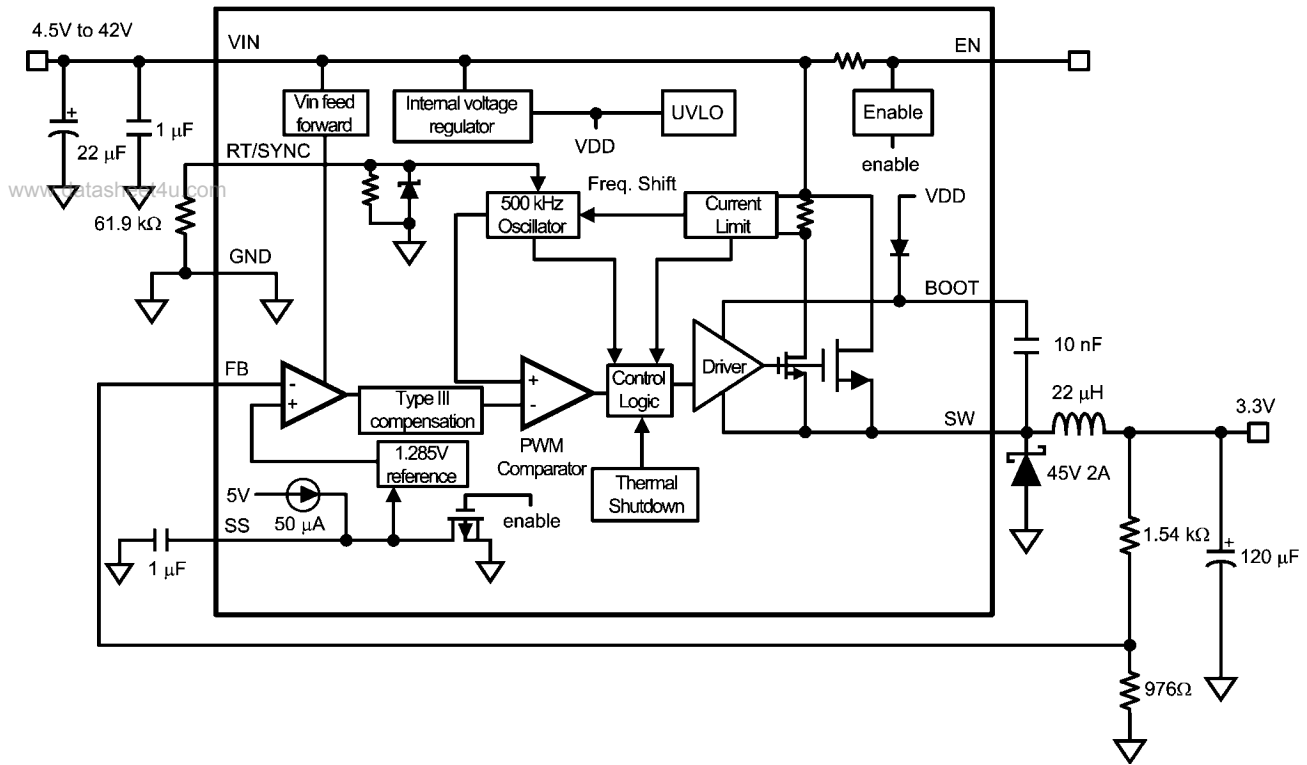 4.5V to 42V
VIN
EN
22 µF
+
1 µF
Vin feed
forward
Internal voltage
regulator
VDD
UVLO
Enable
enable
www.datasheet4u.com
RT/SYNC
61.9 kΩ
500 kHz
Oscillator
Freq. Shift
Current
Limit
VDD
GND
BOOT
10 nF
FB
-
+
Type III
compensation
+
-
PWM
Comparator
Control
Logic
Driver
SW
22 µH
3.3V
1.285V
reference
Thermal
Shutdown
45V 2A
5V
50 µA
enable
SS
1 µF
1.54 kΩ
+
120 µF
976Ω